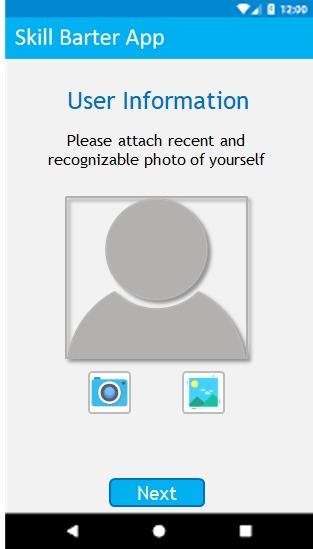 12:00
Skill Barter App
User Information
Please attach recent and
recognizable photo of yourself
Next